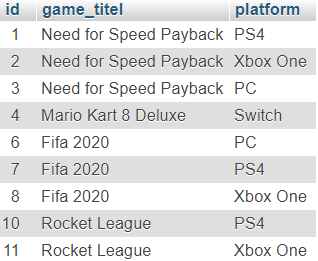 id game_titel platform
1 Need for Speed Payback PS4
2 Need for Speed Payback Xbox One
3 Need for Speed Payback PC
4 Mario Kart 8 Deluxe Switch
6 Fifa 2020 PC
7 Fifa 2020 PS4
8 Fifa 2020 Xbox One
10 Rocket League PS4
11 Rocket League Xbox One